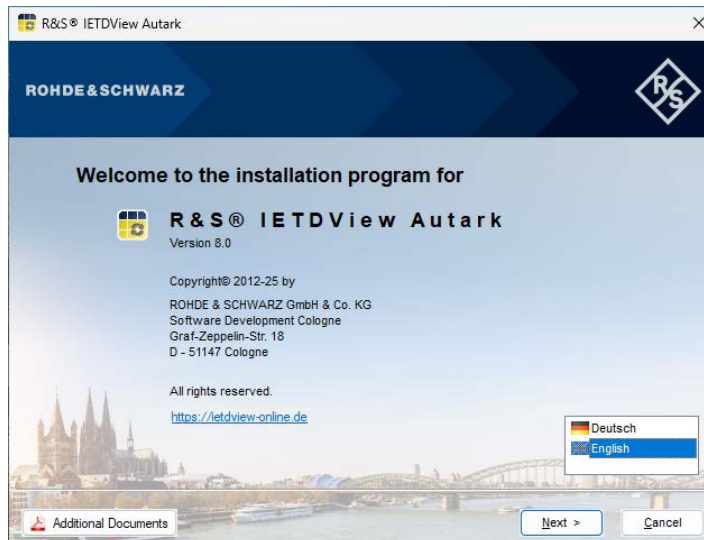 R&S® IETDView Autark
ROHDE&SCHWARZ
R/S
Welcome to the installation program for
R&S® IETDView Autark
Version 8.0
Copyright© 2012-25 by
ROHDE & SCHWARZ GmbH & Co. KG
Software Development Cologne
Graf-Zeppelin-Str. 18
D - 51147 Cologne
All rights reserved.
https://ietdview-online.de
Deutsch
English
Additional Documents
Next >
Cancel